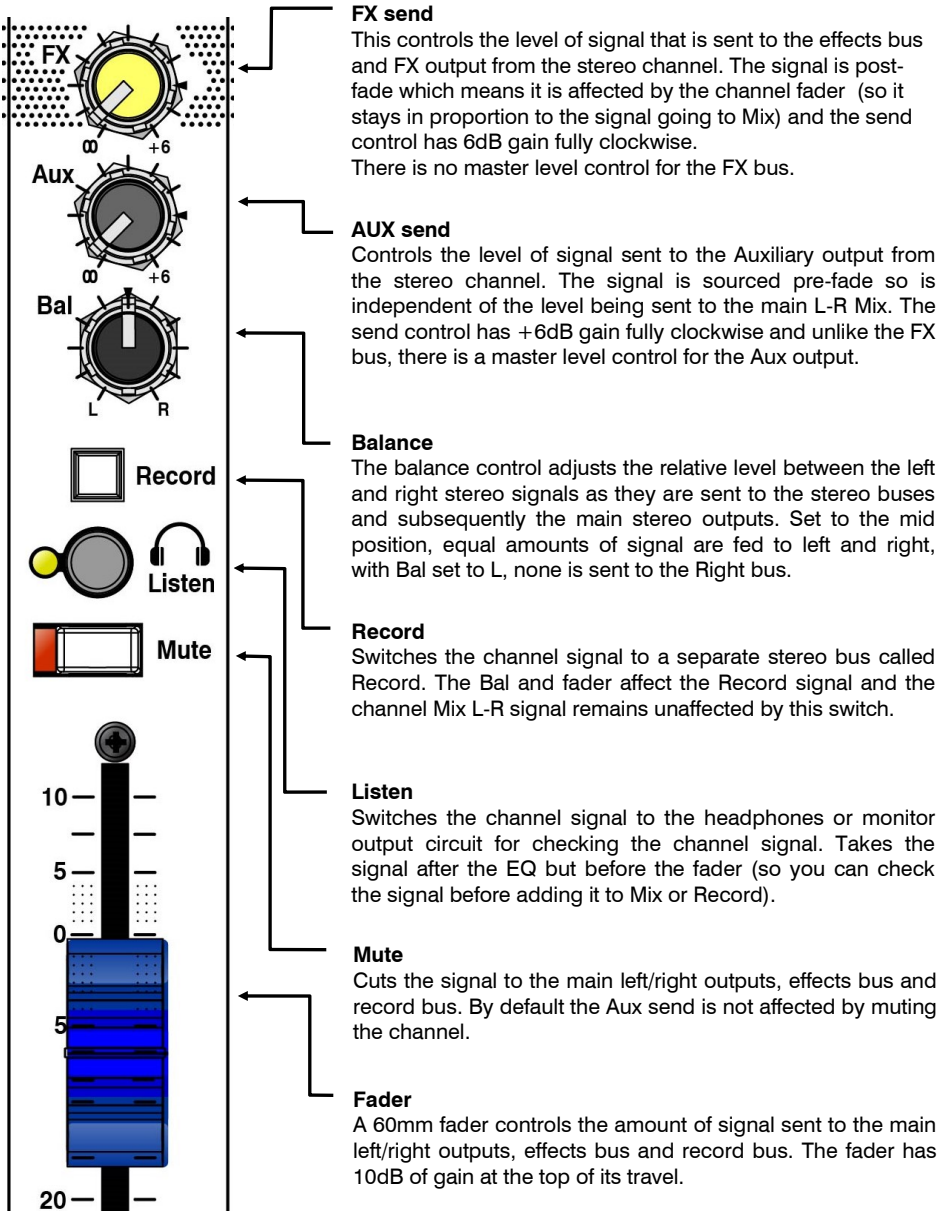 FX send
This controls the level of signal that is sent to the effects bus
and FX output from the stereo channel. The signal is post-
fade which means it is affected by the channel fader (so it
stays in proportion to the signal going to Mix) and the send
control has 6dB gain fully clockwise.
There is no master level control for the FX bus.
FX
∞ +6
AUX send
Controls the level of signal sent to the Auxiliary output from
the stereo channel. The signal is sourced pre-fade so is
independent of the level being sent to the main L-R Mix. The
send control has +6dB gain fully clockwise and unlike the FX
bus, there is a master level control for the Aux output.
Aux
∞ +6
Balance
The balance control adjusts the relative level between the left
and right stereo signals as they are sent to the stereo buses
and subsequently the main stereo outputs. Set to the mid
position, equal amounts of signal are fed to left and right,
with Bal set to L, none is sent to the Right bus.
Bal
L R
Record
Switches the channel signal to a separate stereo bus called
Record. The Bal and fader affect the Record signal and the
channel Mix L-R signal remains unaffected by this switch.
Record
Listen
Switches the channel signal to the headphones or monitor
output circuit for checking the channel signal. Takes the
signal after the EQ but before the fader (so you can check
the signal before adding it to Mix or Record).
Listen
Mute
Cuts the signal to the main left/right outputs, effects bus and
record bus. By default the Aux send is not affected by muting
the channel.
Mute
Fader
A 60mm fader controls the amount of signal sent to the main
left/right outputs, effects bus and record bus. The fader has
10dB of gain at the top of its travel.
10
5
0
5
20